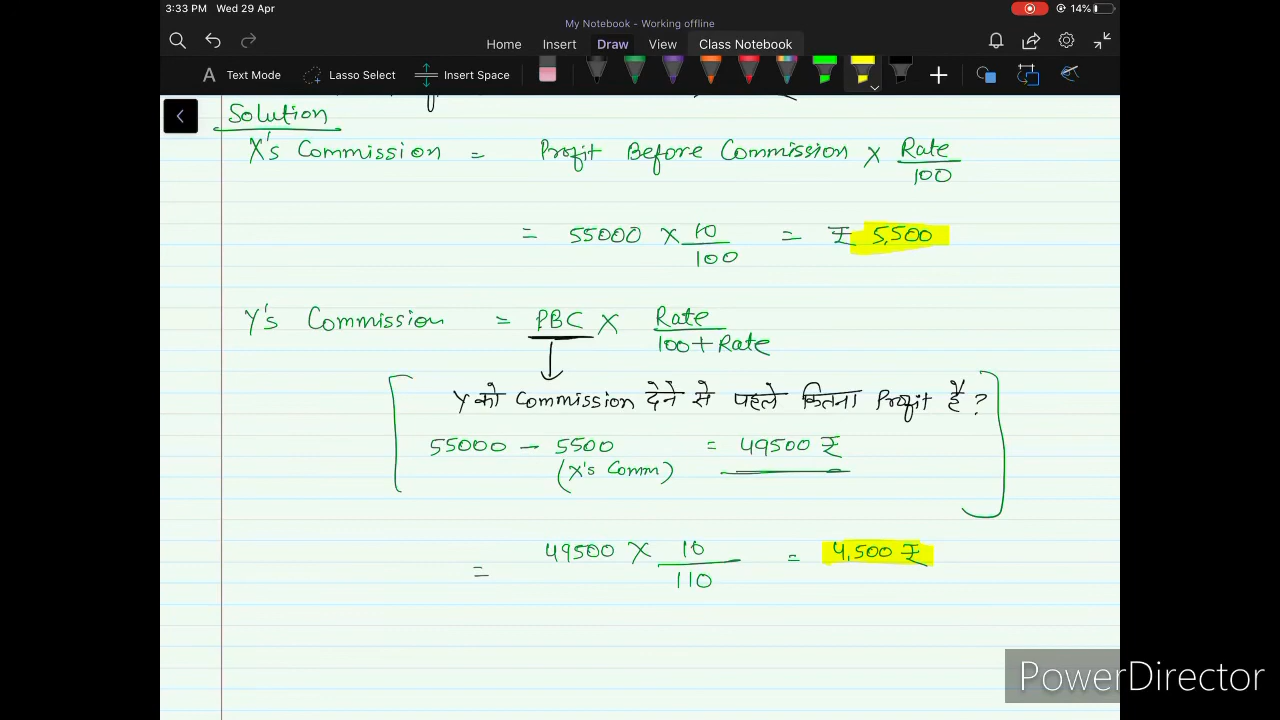 3:33 PM Wed 29 Apr
14%
My Notebook - Working offline
Home Insert Draw View Class Notebook
A Text Mode Lasso Select Insert Space
Solution
X's Commission = Profit Before Commission X Rate
100
= 55000 X 10 = ₹ 5,500
100
Y's Commission = PBC X Rate
100 + Rate
Y को Commission देने से पहले कितना Profit है ?
55000 - 5500 = 49500 ₹
(X's Comm)
= 49500 X 10 = 4,500 ₹
110
PowerDirector